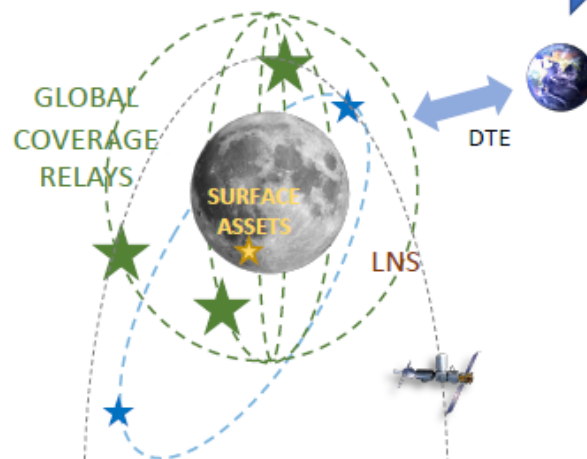 GLOBAL
COVERAGE
RELAYS
SURFACE
ASSETS
DTE
LNS